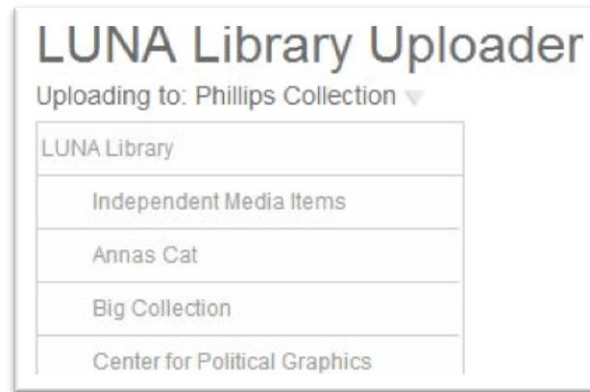 LUNA Library Uploader
Uploading to: Phillips Collection
LUNA Library
Independent Media Items
Annas Cat
Big Collection
Center for Political Graphics